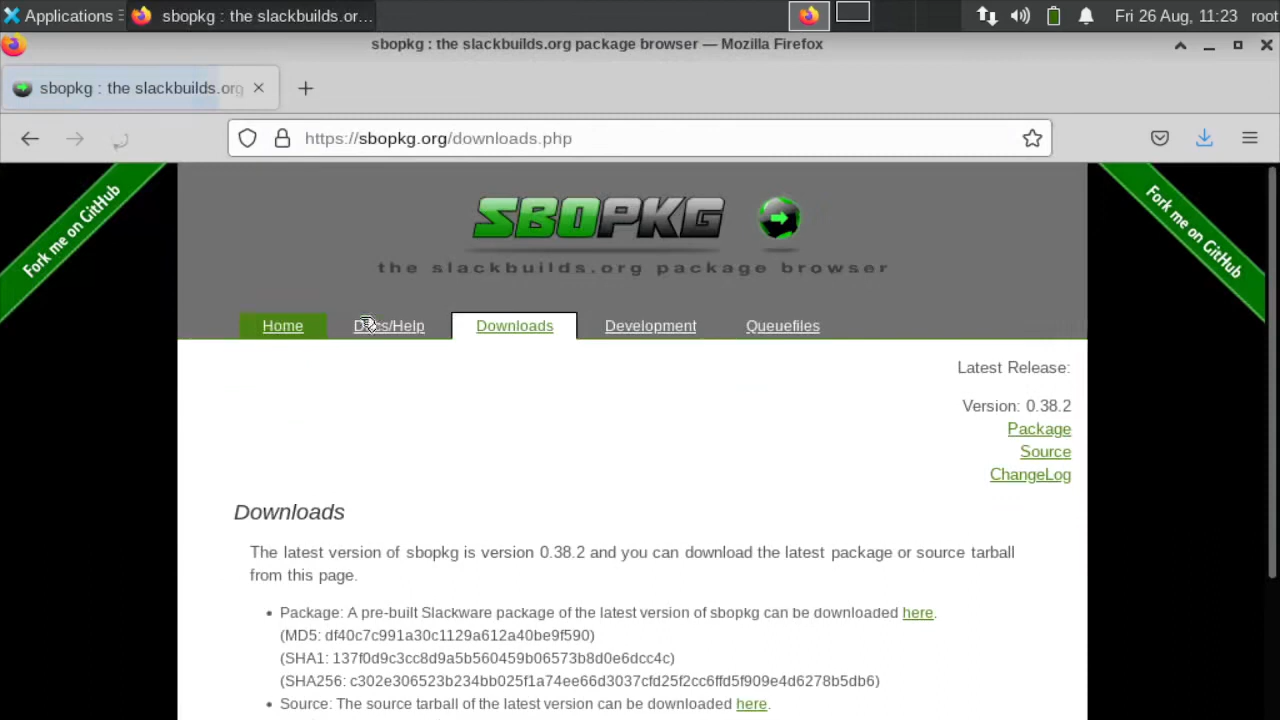 Applications
sbopkg : the slackbuilds.or...
Fri 26 Aug, 11:23
root
sbopkg : the slackbuilds.org package browser — Mozilla Firefox
sbopkg : the slackbuilds.org
https://sbopkg.org/downloads.php
Fork me on GitHub
Fork me on GitHub
SBOPKG
the slackbuilds.org package browser
Home
Docs/Help
Downloads
Development
Queuefiles
Latest Release:
Version: 0.38.2
Package
Source
ChangeLog
Downloads
The latest version of sbopkg is version 0.38.2 and you can download the latest package or source tarball
from this page.
• Package: A pre-built Slackware package of the latest version of sbopkg can be downloaded here.
(MD5: df40c7c991a30c1129a612a40be9f590)
(SHA1: 137f0d9c3cc8d9a5b560459b06573b8d0e6dcc4c)
(SHA256: c302e306523b234bb025f1a74ee66d3037cfd25f2cc6ffd5f909e4d6278b5db6)
• Source: The source tarball of the latest version can be downloaded here.